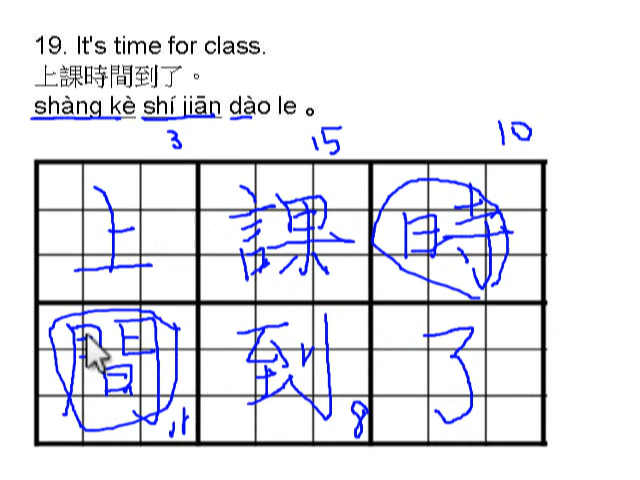 19. It's time for class.
上課時間到了。
shàng kè shí jiān dào le 。
3 15 10
上 課 時
間 到 了
8